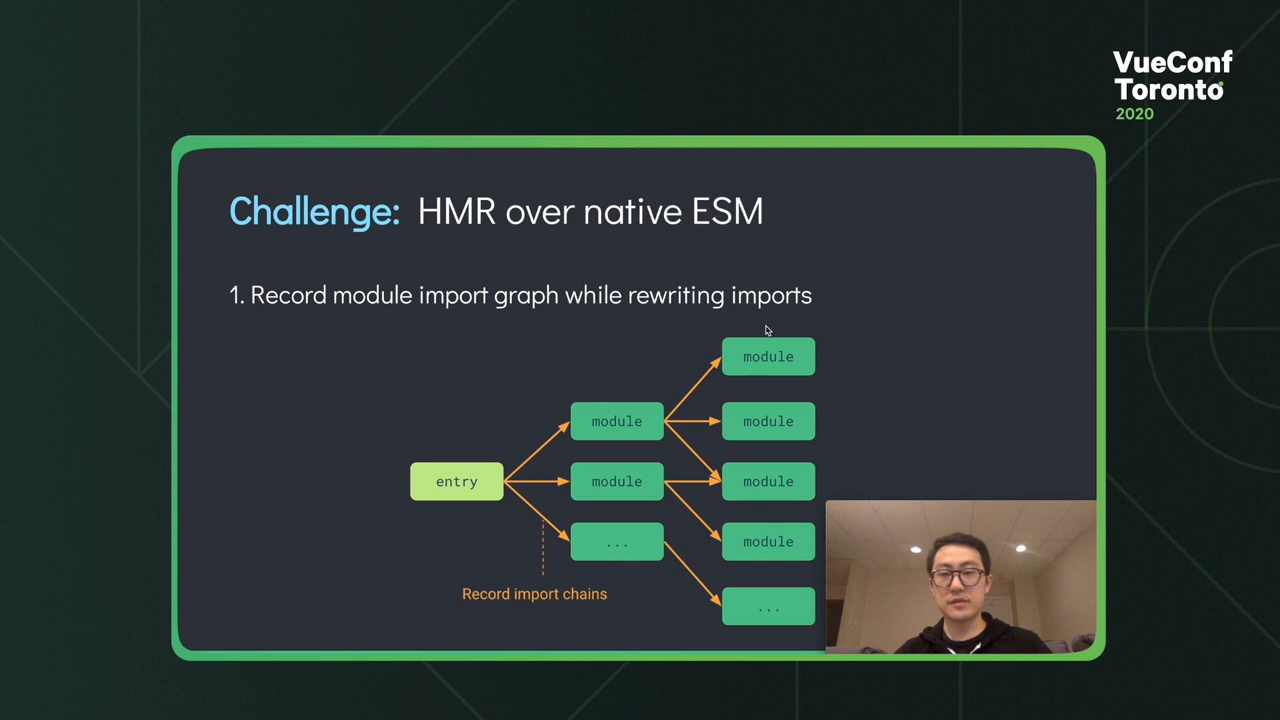 VueConf
Toronto
2020
Challenge: HMR over native ESM
1. Record module import graph while rewriting imports
module
module
module
entry
module
module
...
module
Record import chains
...